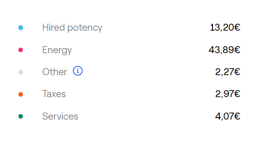 Hired potency 13,20€
Energy 43,89€
Other 2,27€
Taxes 2,97€
Services 4,07€